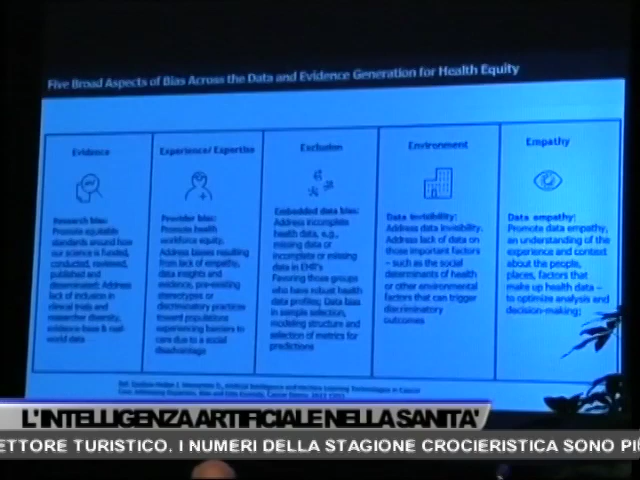 Five Broad Aspects of Bias Across the Data and Evidence Generation for Health Equity
Evidence
Research bias:
Promote equitable
standards around how
our science is funded,
conducted, reviewed,
published and
determined: Address
lack of inclusion in
clinical trials and
researcher diversity,
evidence-base & real-
world data
Experience/ Expertise
Provider bias:
Promote health
workforce equity.
Address biases resulting
from lack of empathy,
data insights and
evidence, pre-existing
stereotypes or
discriminatory practices
toward populations
experiencing barriers to
care due to a social
disadvantage
Exclusion
Embedded data bias:
Address incomplete
health data, e.g.,
missing data or
incomplete or missing
data in EHR's
Favoring those groups
who have robust health
data profiles; Data bias
in sample selection,
modeling structure and
selection of metrics for
predictions
Environment
Data invisibility:
Address data invisibility.
Address lack of data on
those important factors
– such as the social
determinants of health
or other environmental
factors that can trigger
discriminatory
outcomes
Empathy
Data empathy:
Promote data empathy,
an understanding of the
experience and context
about the people,
places, factors that
make up health data –
to optimize analysis and
decision-making:
L'INTELLIGENZA ARTIFICIALE NELLA SANITA'
ETTORE TURISTICO. I NUMERI DELLA STAGIONE CROCIERISTICA SONO PIÙ